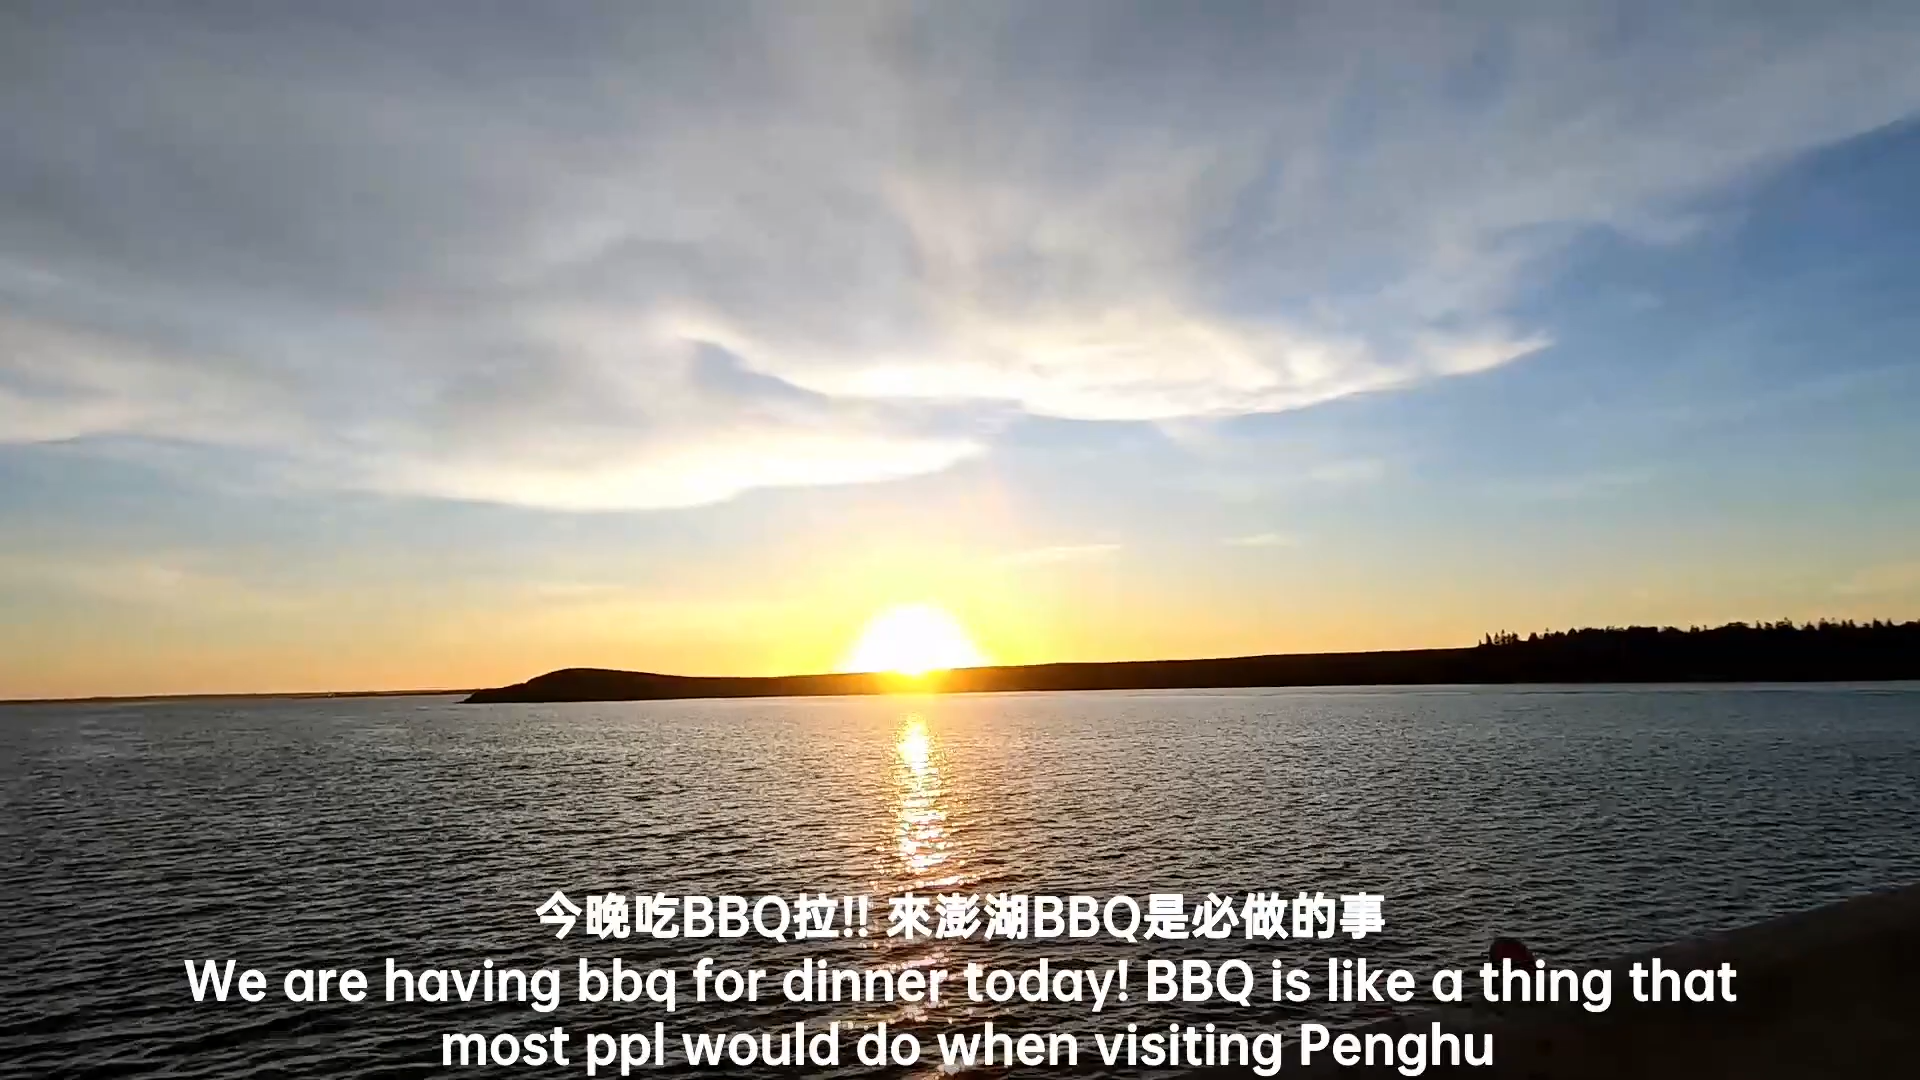 今晚吃BBQ拉!! 來澎湖BBQ是必做的事
We are having bbq for dinner today! BBQ is like a thing that
most ppl would do when visiting Penghu